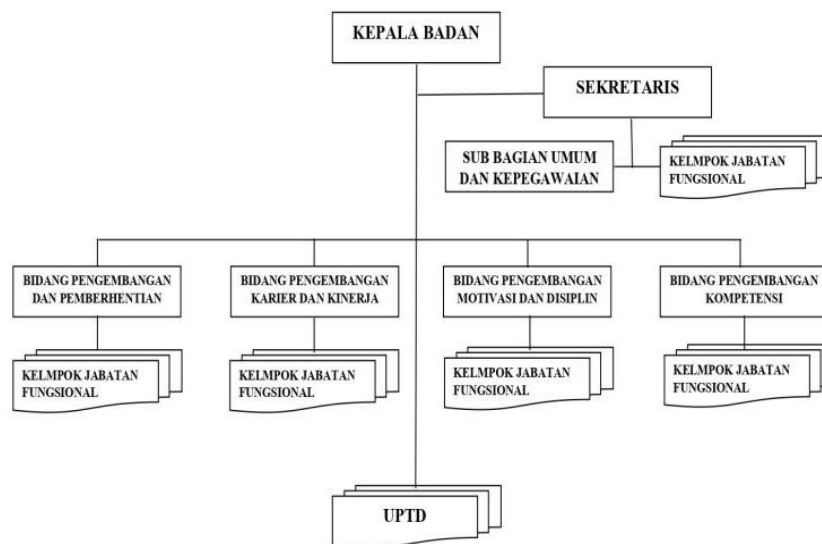 KEPALA BADAN
SEKRETARIS
SUB BAGIAN UMUM
DAN KEPEGAWAIAN
KELMPOK JABATAN
FUNGSIONAL
BIDANG PENGEMBANGAN
DAN PEMBERHENTIAN
BIDANG PENGEMBANGAN
KARIER DAN KINERJA
BIDANG PENGEMBANGAN
MOTIVASI DAN DISIPLIN
BIDANG PENGEMBANGAN
KOMPETENSI
KELMPOK JABATAN
FUNGSIONAL
KELMPOK JABATAN
FUNGSIONAL
KELMPOK JABATAN
FUNGSIONAL
KELMPOK JABATAN
FUNGSIONAL
UPTD